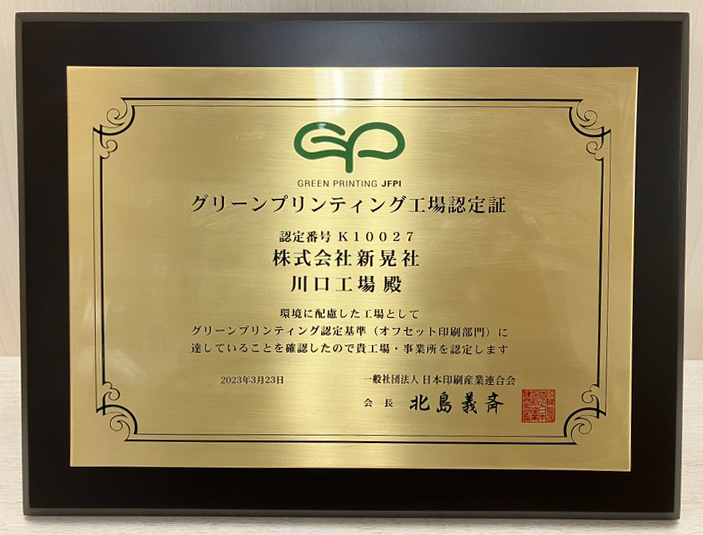 GP
GREEN PRINTING JFPI
グリーンプリンティング工場認定証
認定番号 K10027
株式会社新晃社
川口工場 殿
環境に配慮した工場として
グリーンプリンティング認定基準（オフセット印刷部門）に
達していることを確認したので貴工場・事業所を認定します
2023年3月23日
一般社団法人 日本印刷産業連合会
会 長 北島義斉